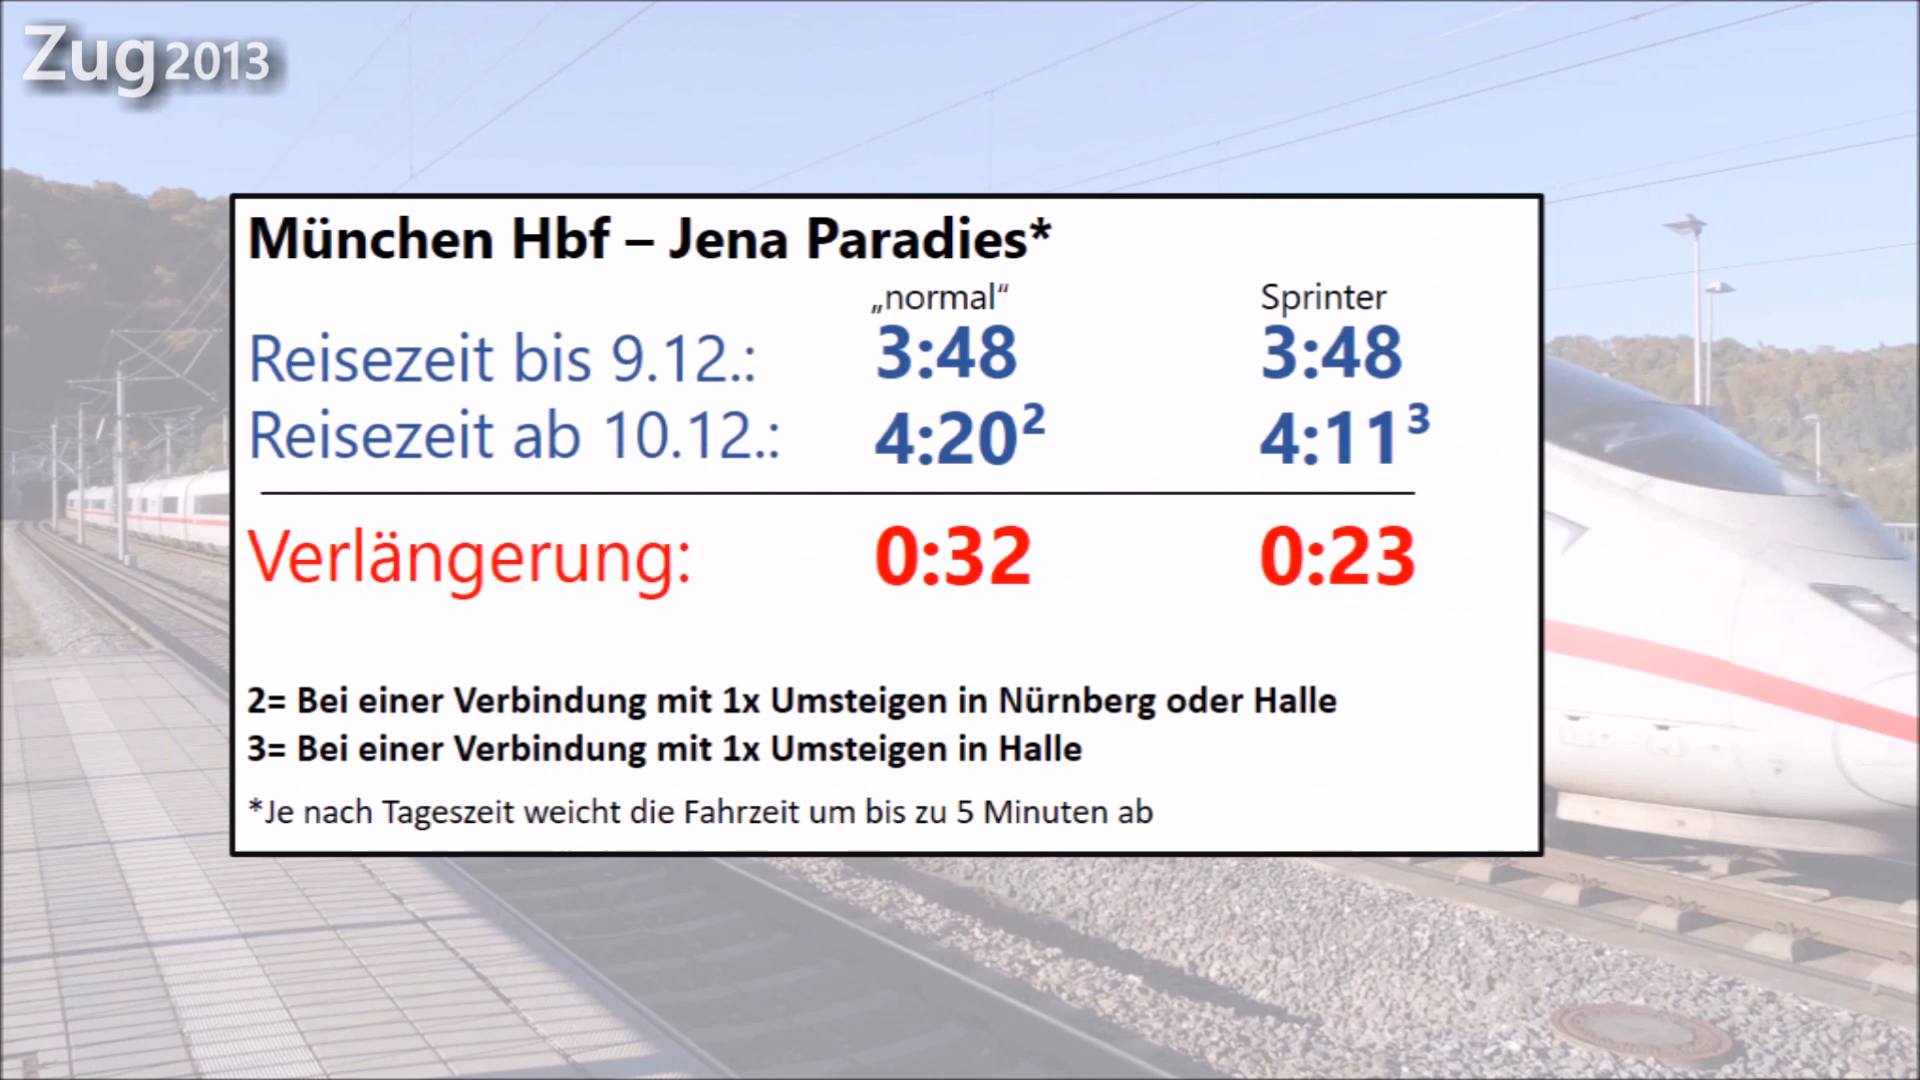 Zug2013
München Hbf – Jena Paradies*
„normal“ Sprinter
Reisezeit bis 9.12.: 3:48 3:48
Reisezeit ab 10.12.: 4:20² 4:11³
Verlängerung: 0:32 0:23
2= Bei einer Verbindung mit 1x Umsteigen in Nürnberg oder Halle
3= Bei einer Verbindung mit 1x Umsteigen in Halle
*Je nach Tageszeit weicht die Fahrzeit um bis zu 5 Minuten ab